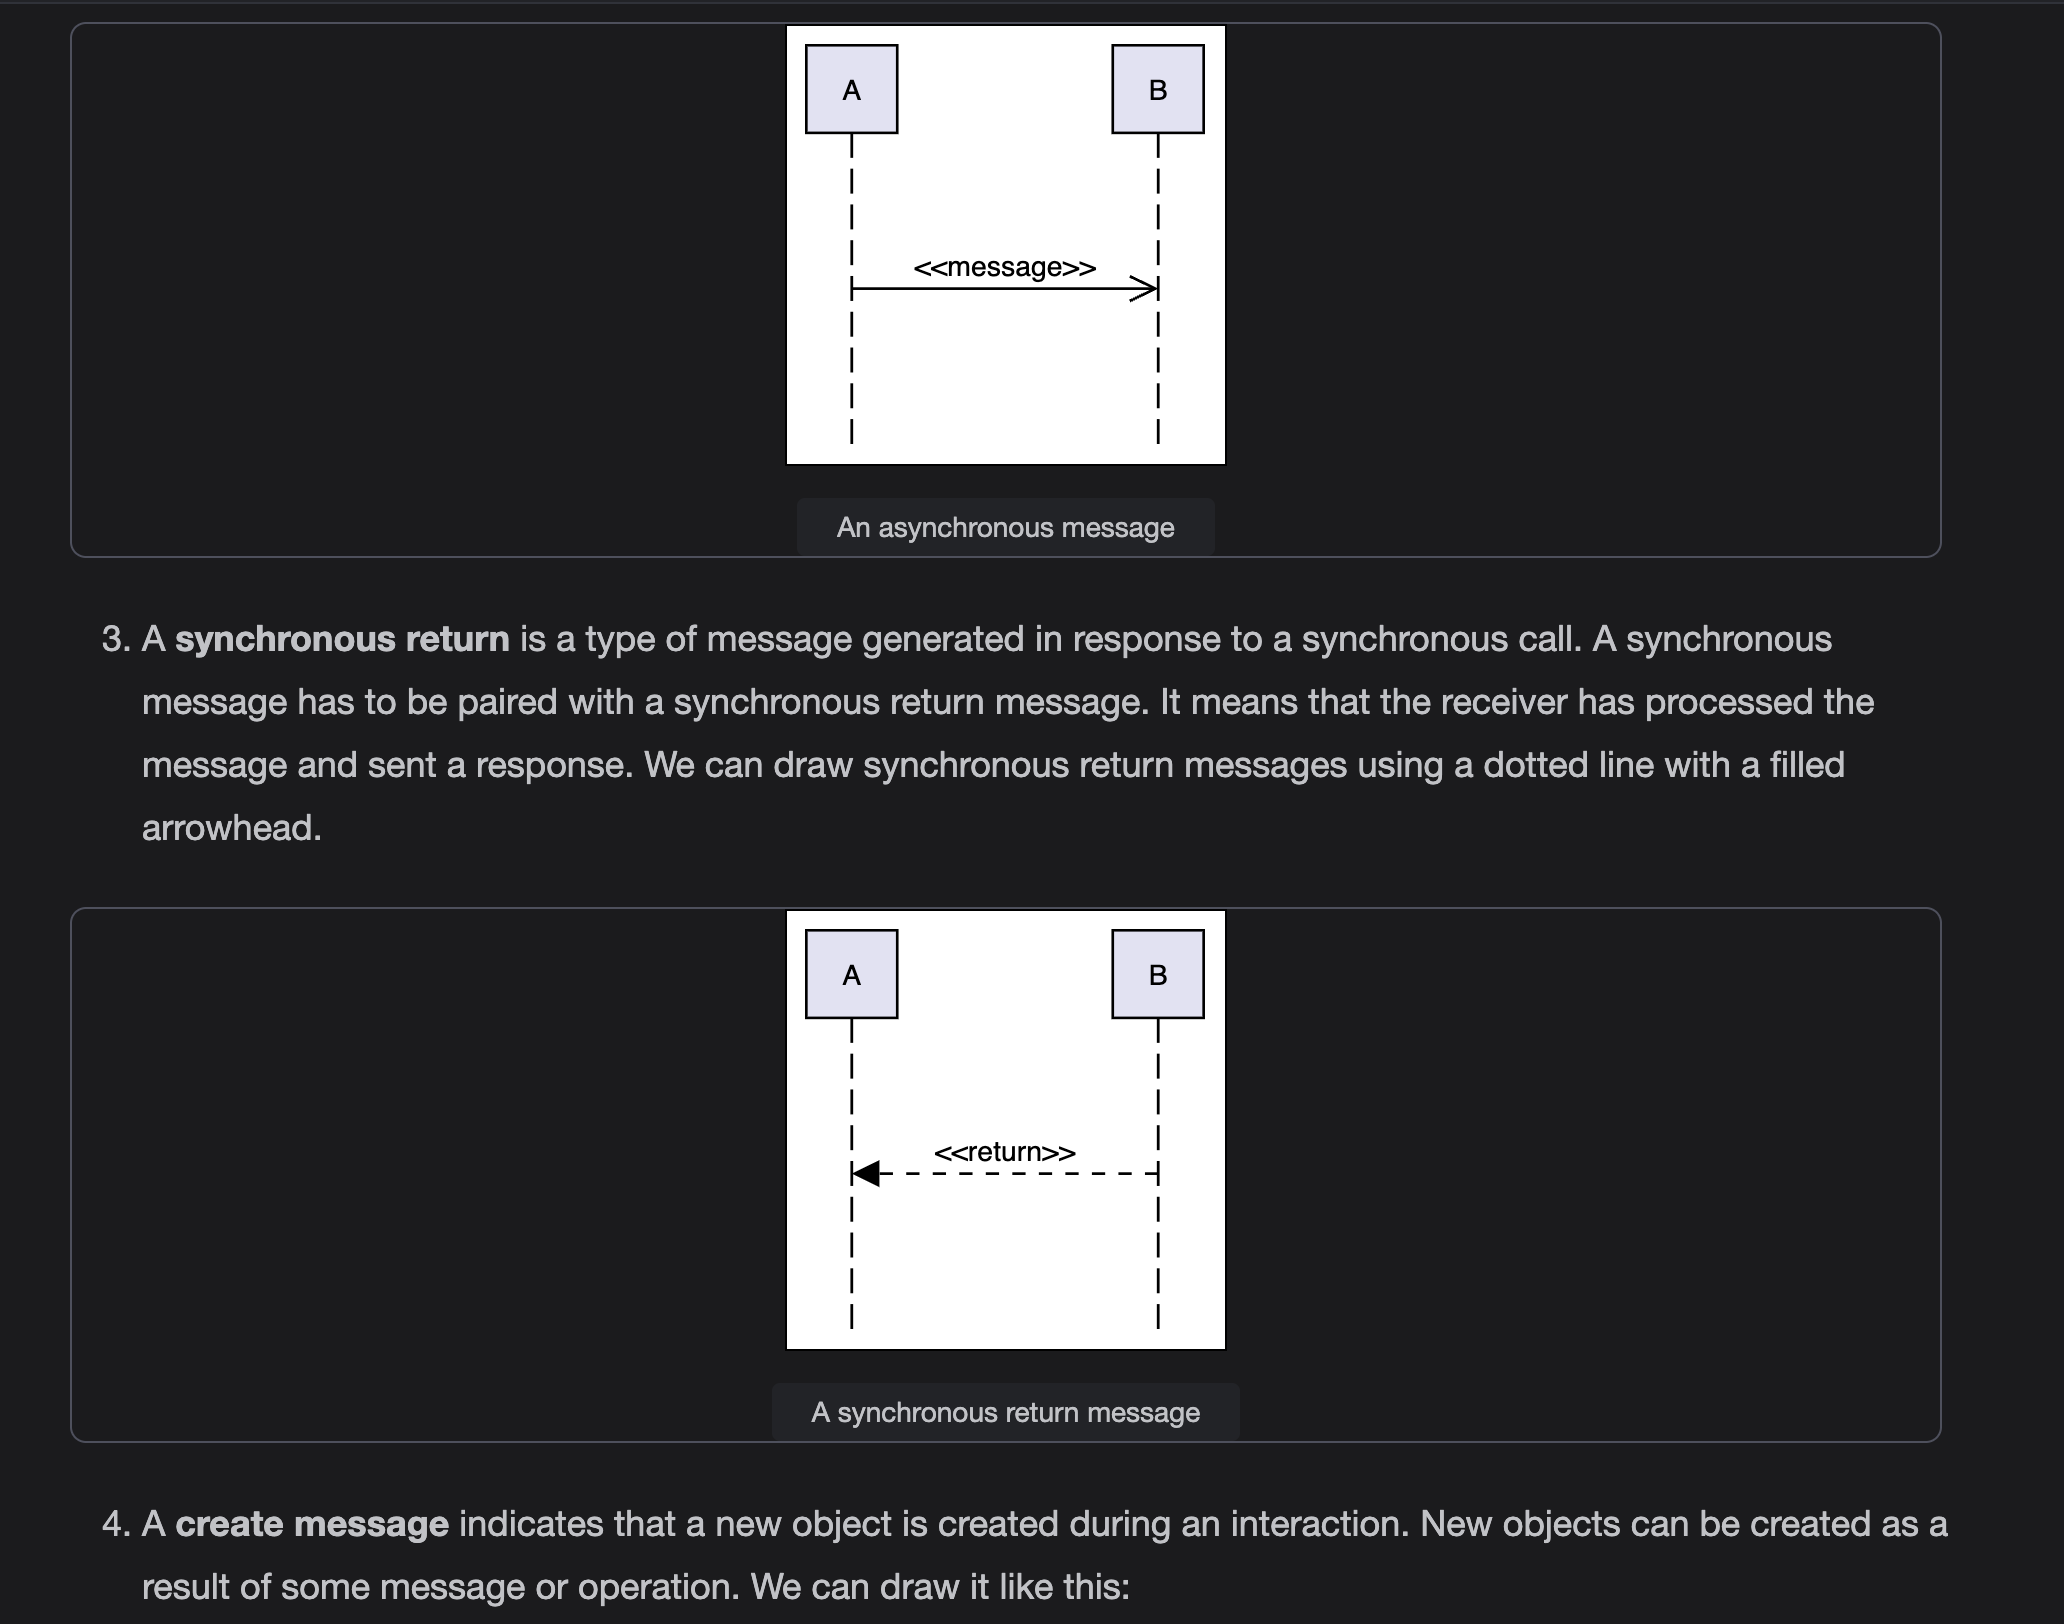 A
B
<<message>>
An asynchronous message
3. A synchronous return is a type of message generated in response to a synchronous call. A synchronous
message has to be paired with a synchronous return message. It means that the receiver has processed the
message and sent a response. We can draw synchronous return messages using a dotted line with a filled
arrowhead.
A
B
<<return>>
A synchronous return message
4. A create message indicates that a new object is created during an interaction. New objects can be created as a
result of some message or operation. We can draw it like this: